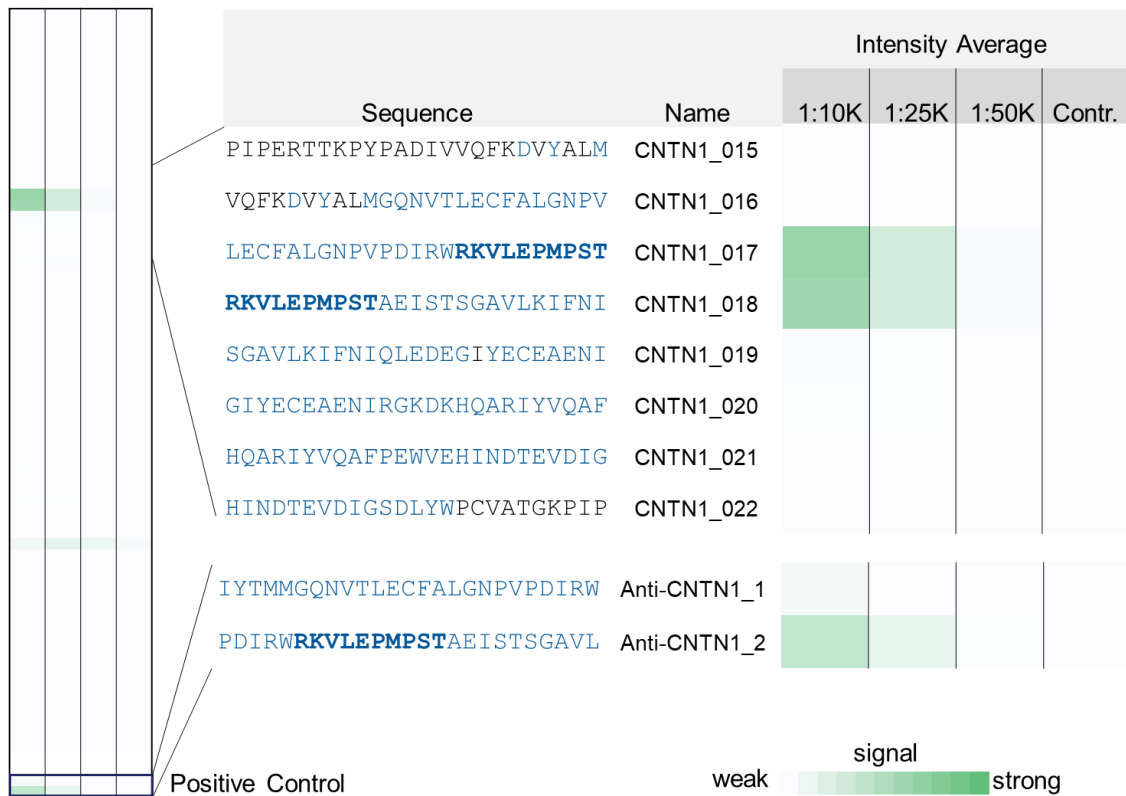 Intensity Average
Sequence Name 1:10K 1:25K 1:50K Contr.
PIPERTTKPYPADIVVQFKDVYALM CNTN1_015
VQFKDVYALMGQNVTLECFALGNPV CNTN1_016
LECFALGNPVPDIRWRKVLEPMPST CNTN1_017
RKVLEPMPSTAEISTSGAVLKIFNI CNTN1_018
SGAVLKIFNIQLEDEGIYECEAENI CNTN1_019
GIYECEAENIRGKDKHQARIYVQAF CNTN1_020
HQARIYVQAFPEWVEHINDTEVDIG CNTN1_021
HINDTEVDIGSDLYWPCVATGKPIP CNTN1_022
IYTMMGQNVTLECFALGNPVPDIRW Anti-CNTN1_1
PDIRWRKVLEPMPSTAEISTSGAVL Anti-CNTN1_2
Positive Control
signal
weak strong